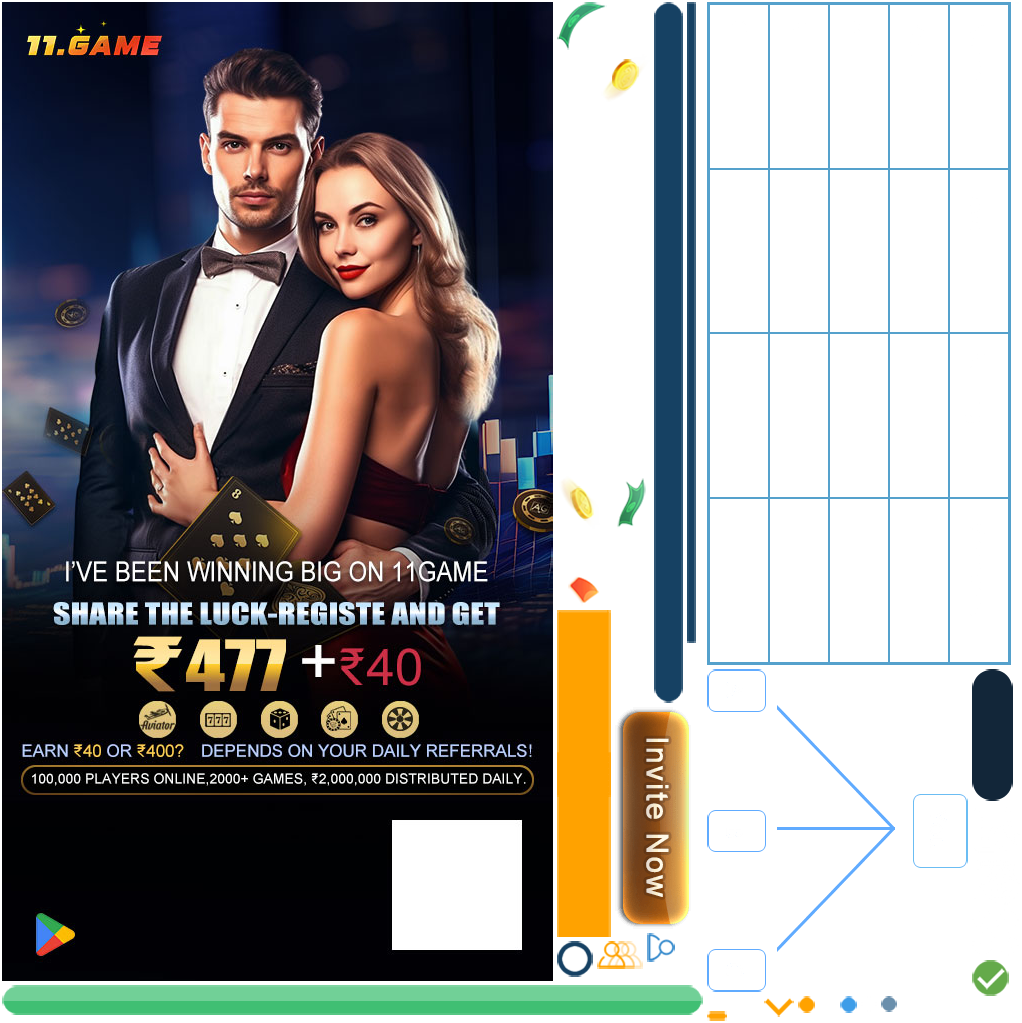 11.GAME
I’VE BEEN WINNING BIG ON 11GAME
SHARE THE LUCK-REGISTE AND GET
₹477 +₹40
Aviator 777
EARN ₹40 OR ₹400? DEPENDS ON YOUR DAILY REFERRALS!
100,000 PLAYERS ONLINE,2000+ GAMES, ₹2,000,000 DISTRIBUTED DAILY.
8
Invite Now